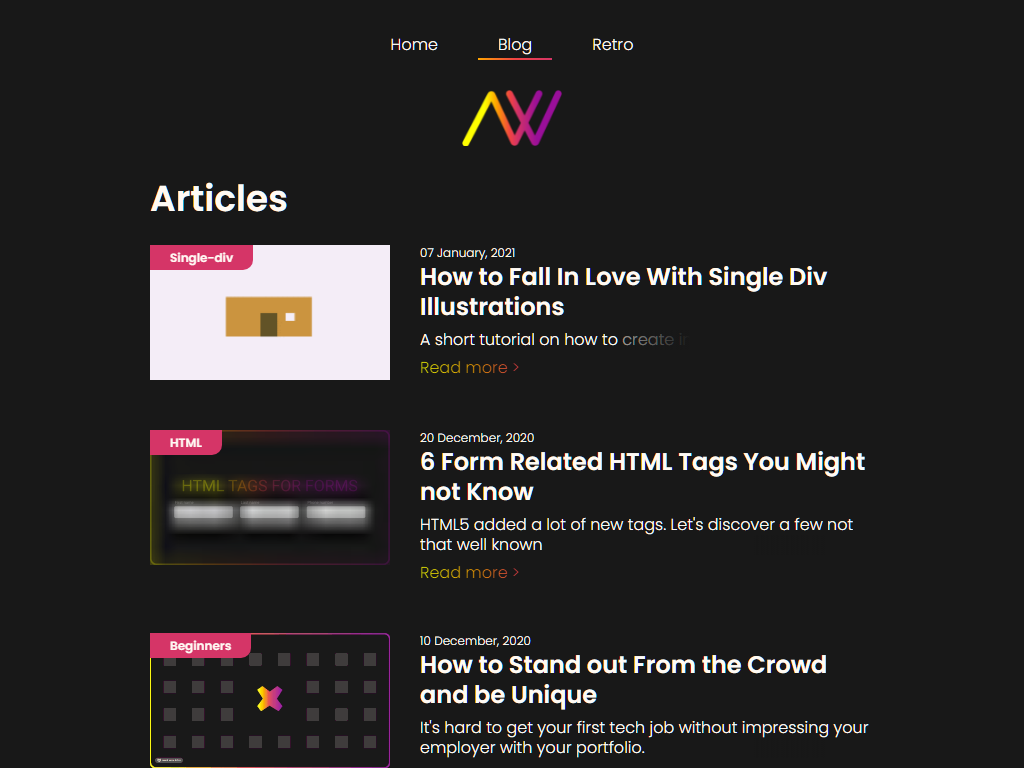 Home Blog Retro
Articles
Single-div
07 January, 2021
How to Fall In Love With Single Div
Illustrations
A short tutorial on how to create in
Read more >
HTML
HTML TAGS FOR FORMS
20 December, 2020
6 Form Related HTML Tags You Might
not Know
HTML5 added a lot of new tags. Let's discover a few not
that well known
Read more >
Beginners
10 December, 2020
How to Stand out From the Crowd
and be Unique
It's hard to get your first tech job without impressing your
employer with your portfolio.